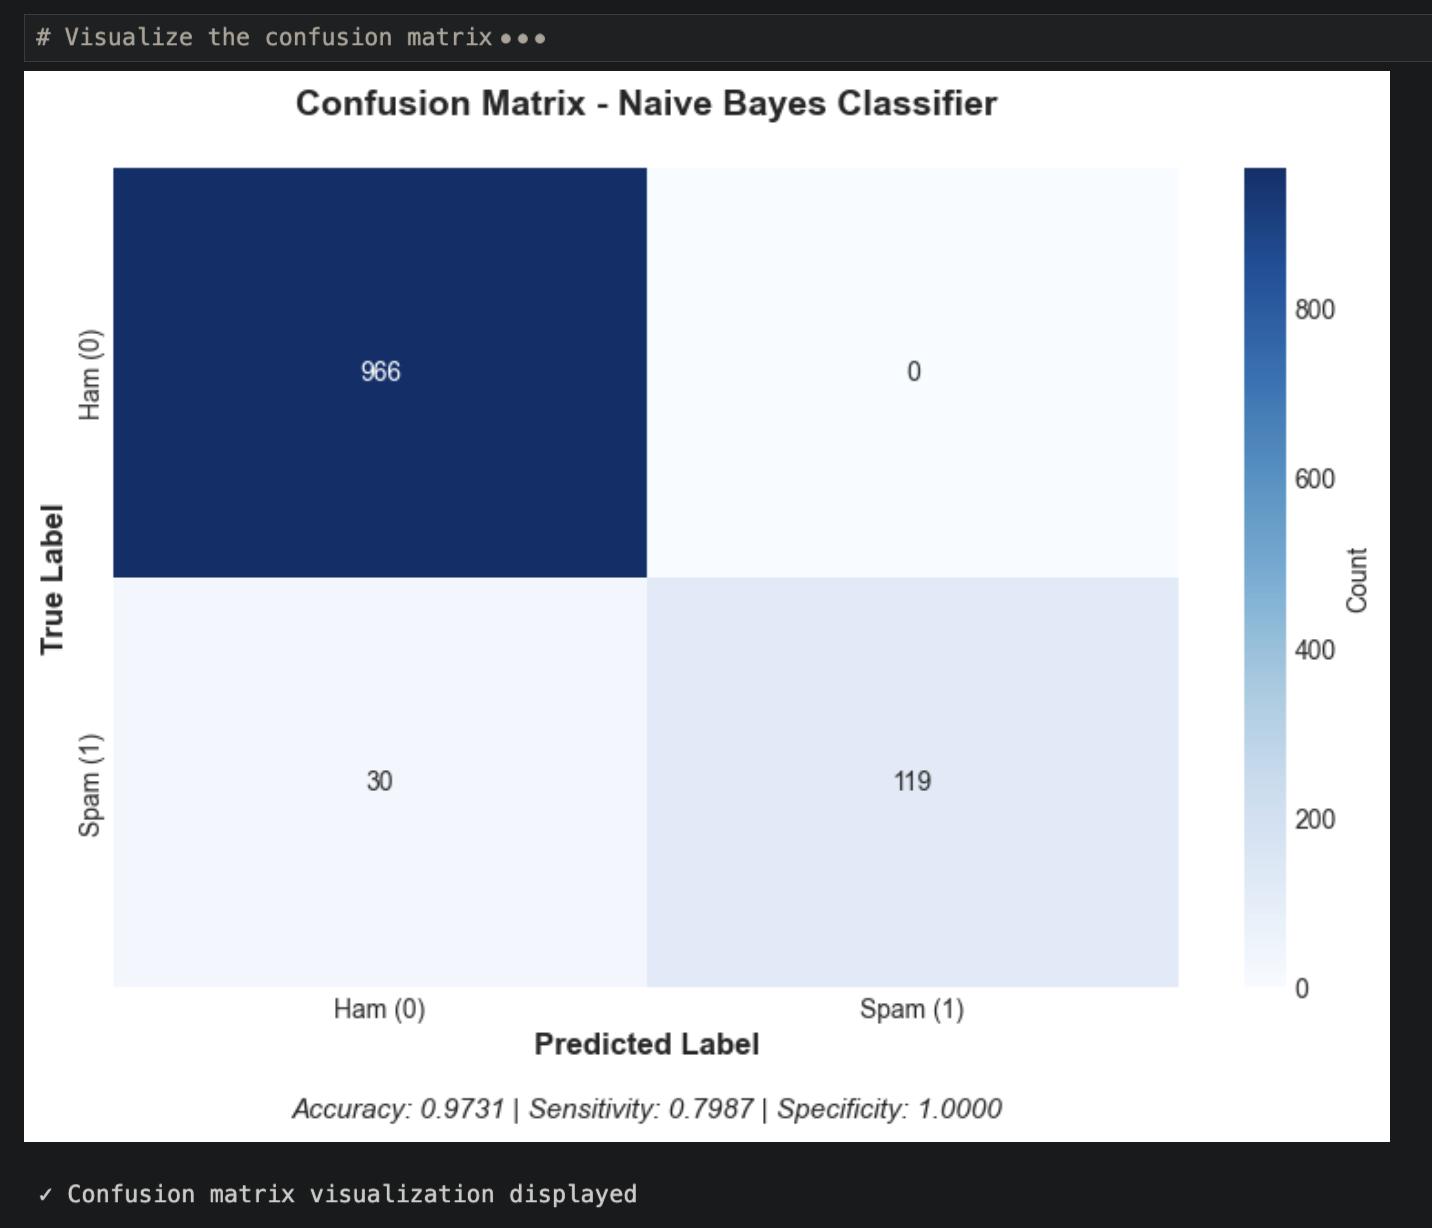 # Visualize the confusion matrix •••
Confusion Matrix - Naive Bayes Classifier
True Label
Ham (0)
966
0
Spam (1)
30
119
Ham (0)
Spam (1)
Predicted Label
800
600
400
200
0
Count
Accuracy: 0.9731 | Sensitivity: 0.7987 | Specificity: 1.0000
✓ Confusion matrix visualization displayed